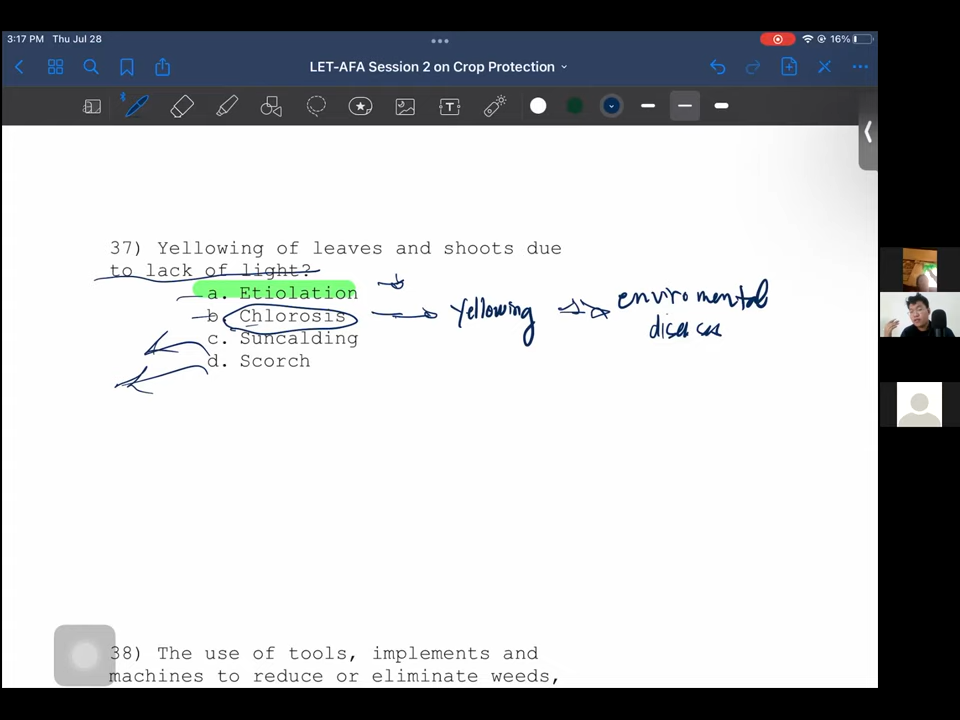 3:17 PM Thu Jul 28
16%
LET-AFA Session 2 on Crop Protection
37) Yellowing of leaves and shoots due
to lack of light?
a. Etiolation
b. Chlorosis
c. Suncalding
d. Scorch
Yellowing
enviromental
diseases
38) The use of tools, implements and
machines to reduce or eliminate weeds,